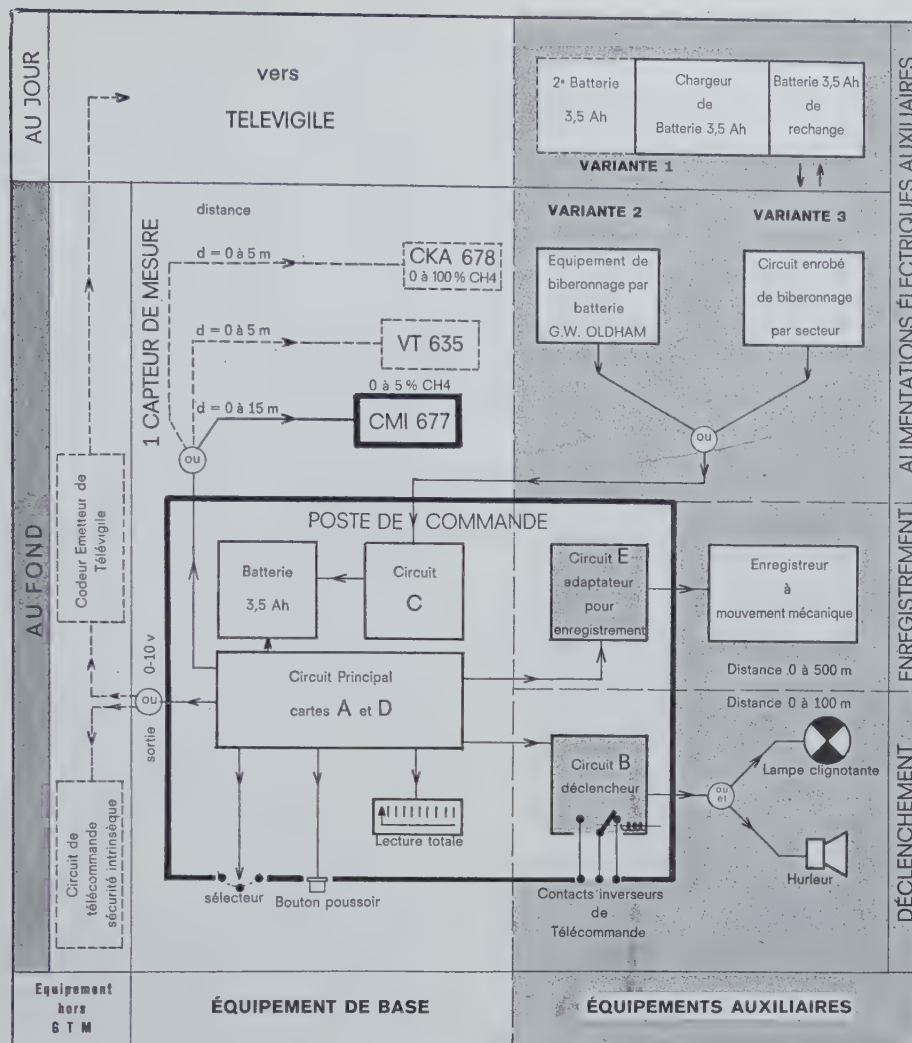 AU JOUR
vers
TELEVIGILE
2e Batterie
3,5 Ah
Chargeur
de
Batterie 3,5 Ah
Batterie 3,5 Ah
de
rechange
VARIANTE 1
ALIMENTATIONS ÉLECTRIQUES AUXILIAIRES
AU FOND
1 CAPTEUR DE MESURE
distance
d = 0 à 5 m
CKA 678
0 à 100 % CH4
d = 0 à 5 m
VT 635
0 à 5 % CH4
d = 0 à 15 m
CMI 677
ou
VARIANTE 2
VARIANTE 3
Equipement de
biberonnage par
batterie
G.W. OLDHAM
Circuit enrobé
de biberonnage
par secteur
ou
Codeur Emetteur de
Télévigile
POSTE DE COMMANDE
Batterie
3,5 Ah
Circuit
C
Circuit E
adaptateur
pour
enregistrement
Enregistreur
à
mouvement mécanique
Distance .0 à 500 m
ENREGISTREMENT
0-10 v
ou
sortie
Circuit Principal
cartes A et D
Distance 0 à 100 m
Circuit B
déclencheur
ou
et
Lampe clignotante
Hurleur
DÉCLENCHEMENT
Circuit de
télécommande
sécurité intrinsèque
Lecture totale
sélecteur
Bouton poussoir
Contacts inverseurs
de
Télécommande
Equipement
hors
G T M
ÉQUIPEMENT DE BASE
ÉQUIPEMENTS AUXILIAIRES